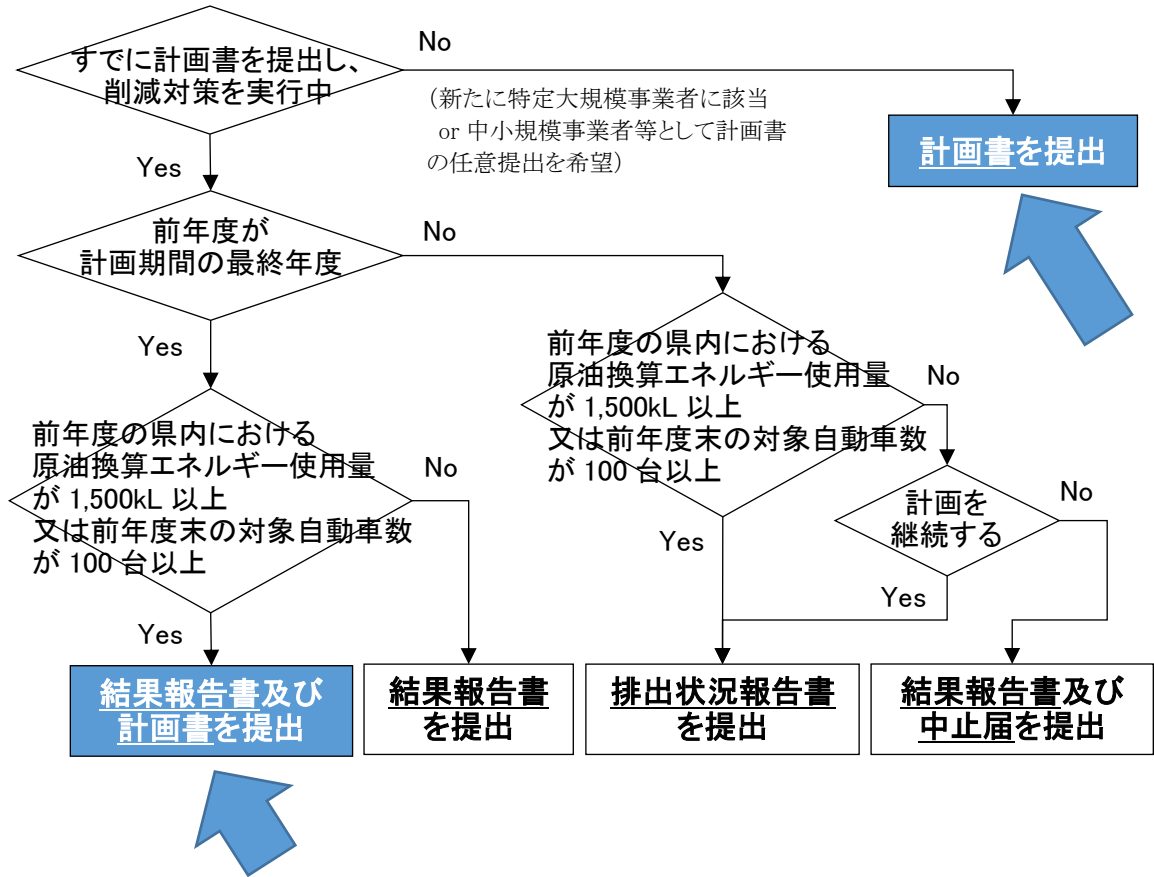 すでに計画書を提出し、
削減対策を実行中
No
（新たに特定大規模事業者に該当
or 中小規模事業者等として計画書
の任意提出を希望）
計画書を提出
Yes
前年度が
計画期間の最終年度
No
Yes
前年度の県内における
原油換算エネルギー使用量
が 1,500kL 以上
又は前年度末の対象自動車数
が 100 台以上
No
前年度の県内における
原油換算エネルギー使用量
が 1,500kL 以上
又は前年度末の対象自動車数
が 100 台以上
No
計画を
継続する
No
Yes
Yes
Yes
結果報告書及び
計画書を提出
結果報告書
を提出
排出状況報告書
を提出
結果報告書及び
中止届を提出